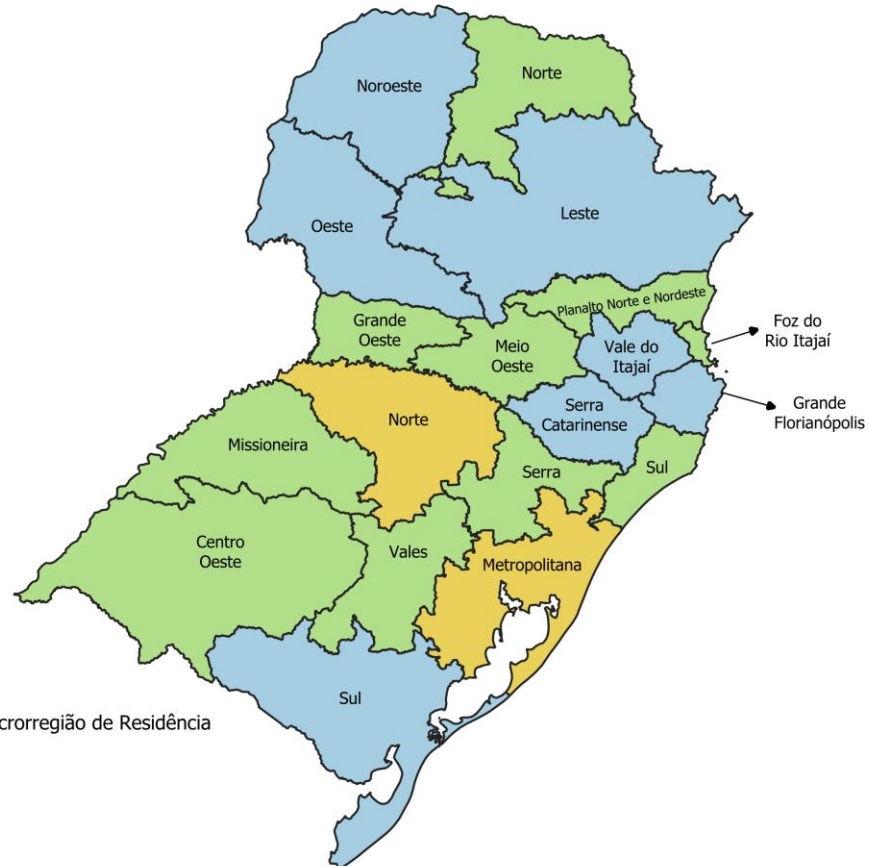 Noroeste
Norte
Oeste
Leste
Planalto Norte e Nordeste
Grande
Oeste
Meio
Oeste
Vale do
Itajaí
Foz do
Rio Itajaí
Serra
Catarinense
Grande
Florianópolis
Norte
Missioneira
Serra
Sul
Centro
Oeste
Vales
Metropolitana
Sul
crorregião de Residência